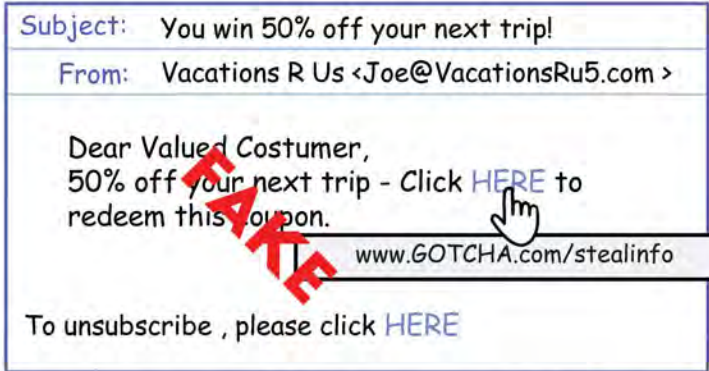 Subject: You win 50% off your next trip!
From: Vacations R Us <Joe@VacationsRu5.com >
Dear Valued Costumer,
50% off your next trip - Click HERE to
redeem this coupon.
FAKE
www.GOTCHA.com/stealinfo
To unsubscribe , please click HERE